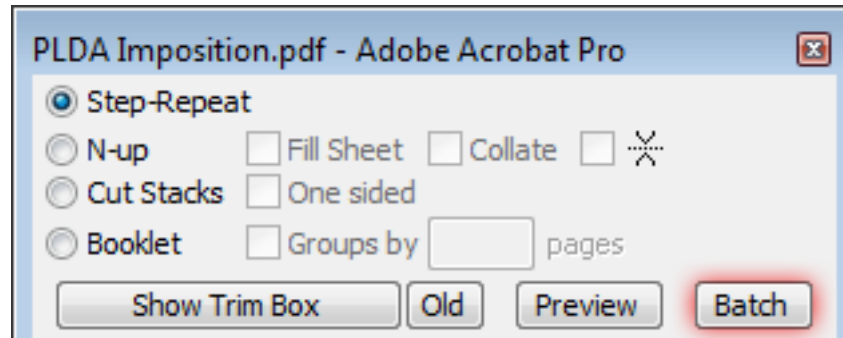 PLDA Imposition.pdf - Adobe Acrobat Pro
Step-Repeat
N-up Fill Sheet Collate
Cut Stacks One sided
Booklet Groups by pages
Show Trim Box Old Preview Batch